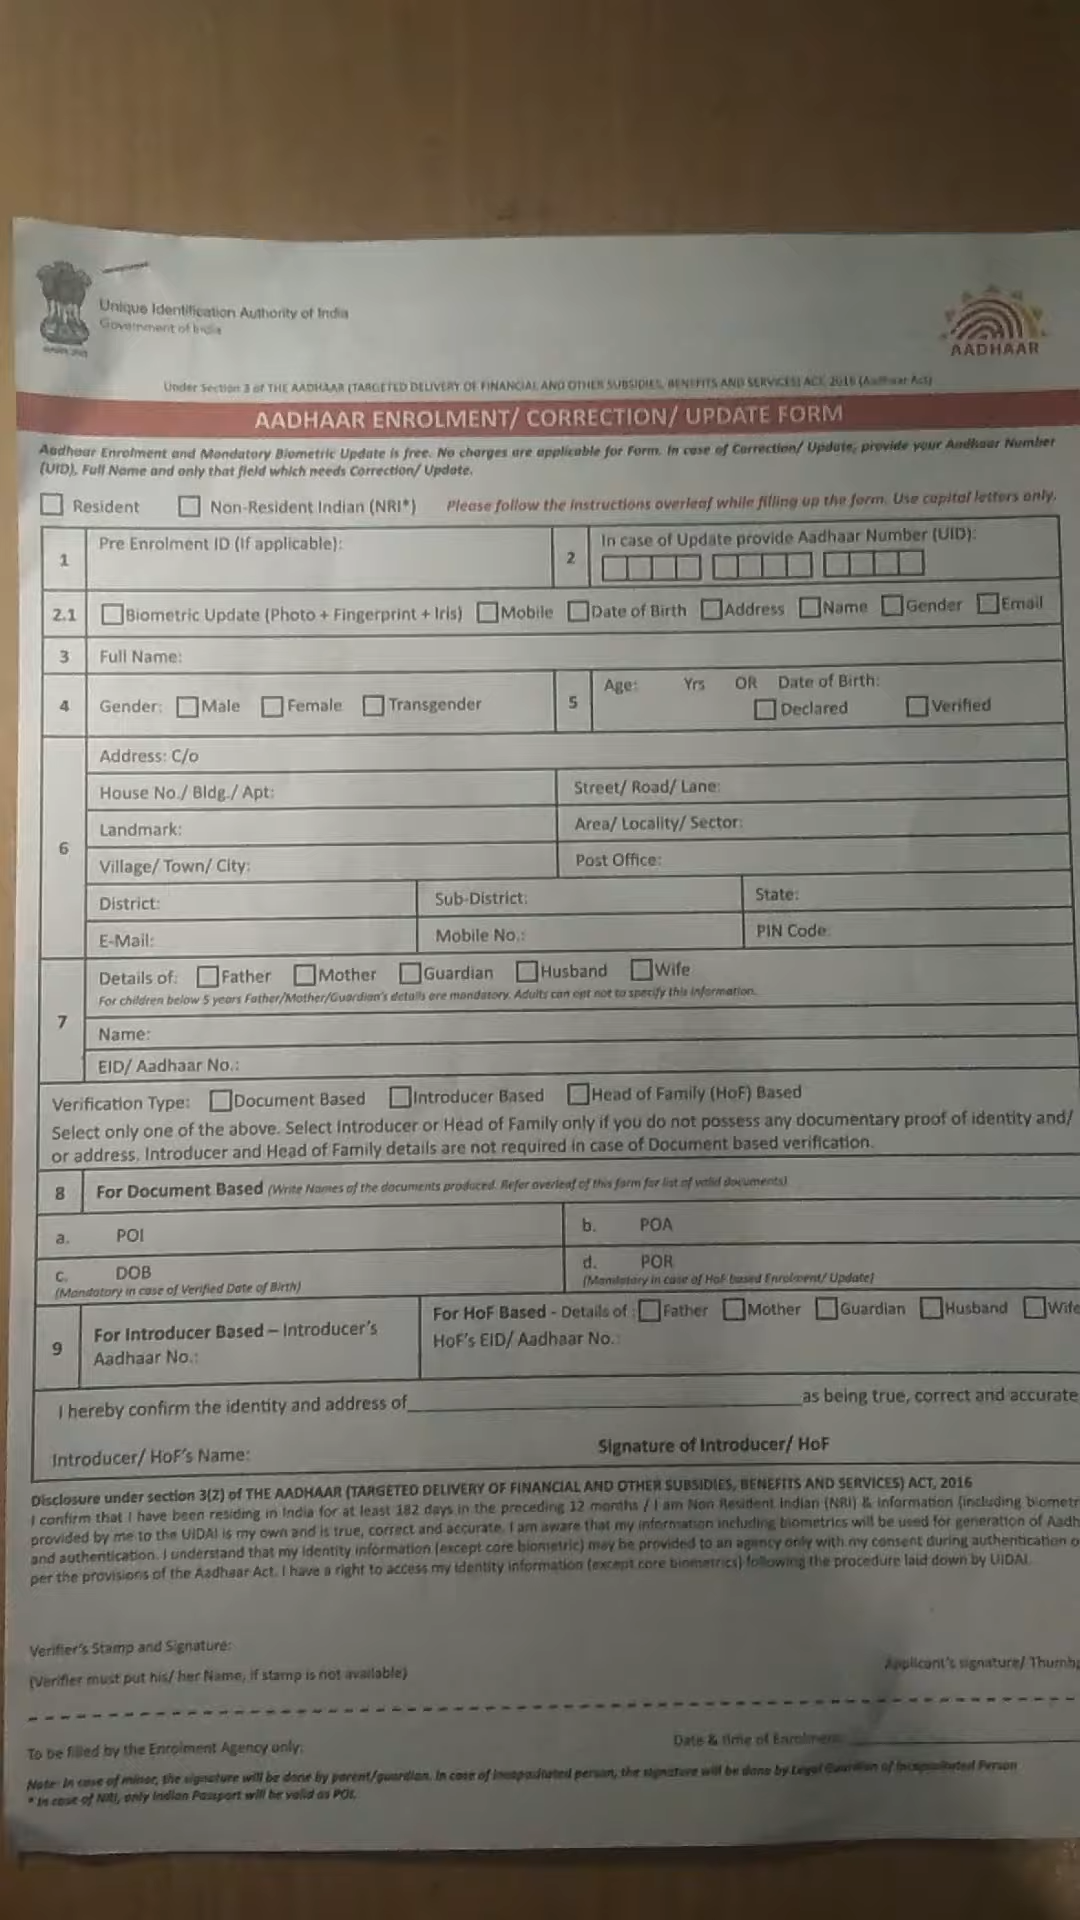 Unique Identification Authority of India
Government of India
AADHAAR
Under Section 3 of THE AADHAAR (TARGETED DELIVERY OF FINANCIAL AND OTHER SUBSIDIES, BENEFITS AND SERVICES) ACT, 2016 (Aadhaar Act)
AADHAAR ENROLMENT/ CORRECTION/ UPDATE FORM
Aadhaar Enrolment and Mandatory Biometric Update is free. No charges are applicable for Form. In case of Correction/ Update, provide your Aadhaar Number
(UID), Full Name and only that field which needs Correction/ Update.
Resident Non-Resident Indian (NRI*) Please follow the instructions overleaf while filling up the form. Use capital letters only.
1 Pre Enrolment ID (If applicable): 2 In case of Update provide Aadhaar Number (UID):
2.1 Biometric Update (Photo + Fingerprint + Iris) Mobile Date of Birth Address Name Gender Email
3 Full Name:
4 Gender: Male Female Transgender 5 Age: Yrs OR Date of Birth:
Declared Verified
6 Address: C/o
House No./ Bldg./ Apt: Street/ Road/ Lane:
Landmark: Area/ Locality/ Sector:
Village/ Town/ City: Post Office:
District: Sub-District: State:
E-Mail: Mobile No.: PIN Code:
7 Details of: Father Mother Guardian Husband Wife
For children below 5 years Father/Mother/Guardian's details are mandatory. Adults can opt not to specify this information.
Name:
EID/ Aadhaar No.:
Verification Type: Document Based Introducer Based Head of Family (HoF) Based
Select only one of the above. Select Introducer or Head of Family only if you do not possess any documentary proof of identity and/
or address. Introducer and Head of Family details are not required in case of Document based verification.
8 For Document Based (Write Names of the documents produced. Refer overleaf of this form for list of valid documents)
a. POI b. POA
c. DOB d. POR
(Mandatory in case of Verified Date of Birth) (Mandatory in case of HoF based Enrolment/ Update)
9 For Introducer Based – Introducer's
Aadhaar No.:
For HoF Based - Details of : Father Mother Guardian Husband Wife
HoF's EID/ Aadhaar No.:
I hereby confirm the identity and address of as being true, correct and accurate
Introducer/ HoF's Name: Signature of Introducer/ HoF
Disclosure under section 3(2) of THE AADHAAR (TARGETED DELIVERY OF FINANCIAL AND OTHER SUBSIDIES, BENEFITS AND SERVICES) ACT, 2016
I confirm that I have been residing in India for at least 182 days in the preceding 12 months / I am Non Resident Indian (NRI) & information (including biometr
provided by me to the UIDAI is my own and is true, correct and accurate. I am aware that my information including biometrics will be used for generation of Aadh
and authentication. I understand that my identity information (except core biometric) may be provided to an agency only with my consent during authentication o
per the provisions of the Aadhaar Act. I have a right to access my identity information (except core biometrics) following the procedure laid down by UIDAI.
Verifier's Stamp and Signature:
(Verifier must put his/ her Name, if stamp is not available) Applicant's signature/ Thumbp
To be filled by the Enrolment Agency only: Date & time of Enrolment:
Note: In case of minor, the signature will be done by parent/guardian. In case of incapacitated person, the signature will be done by Legal Guardian of Incapacitated Person
* In case of NRI, only Indian Passport will be valid as POI.